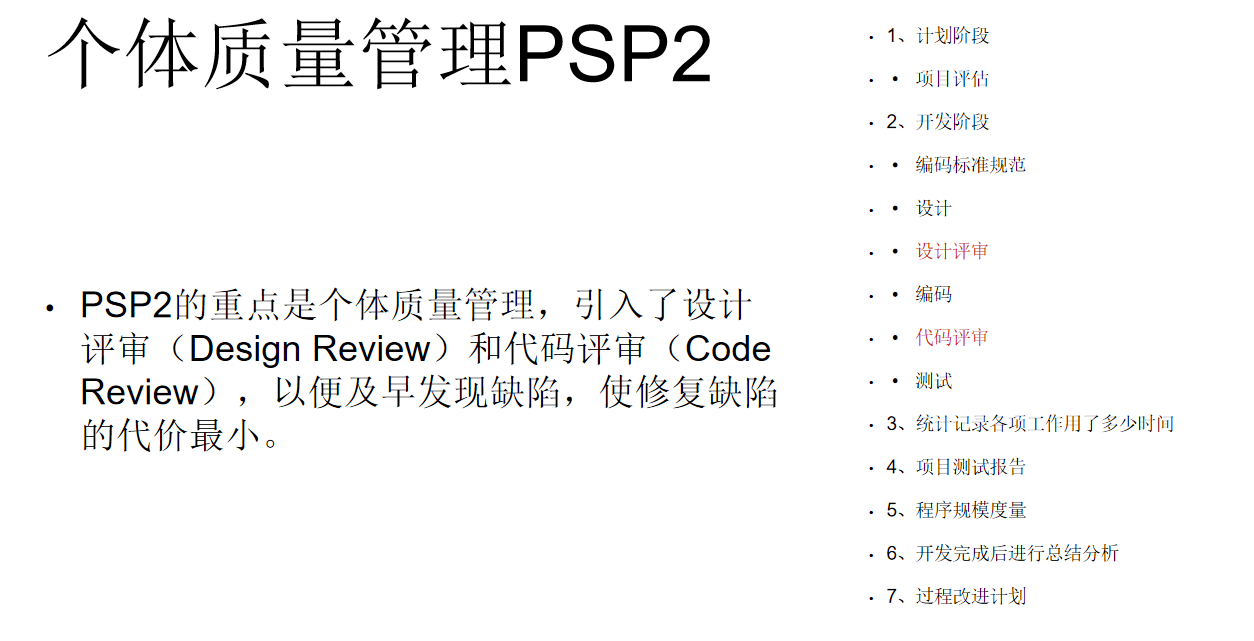 个体质量管理PSP2
• PSP2的重点是个体质量管理，引入了设计
评审（Design Review）和代码评审（Code
Review），以便及早发现缺陷，使修复缺陷
的代价最小。
• 1、计划阶段
• • 项目评估
• 2、开发阶段
• • 编码标准规范
• • 设计
• • 设计评审
• • 编码
• • 代码评审
• • 测试
• 3、统计记录各项工作用了多少时间
• 4、项目测试报告
• 5、程序规模度量
• 6、开发完成后进行总结分析
• 7、过程改进计划